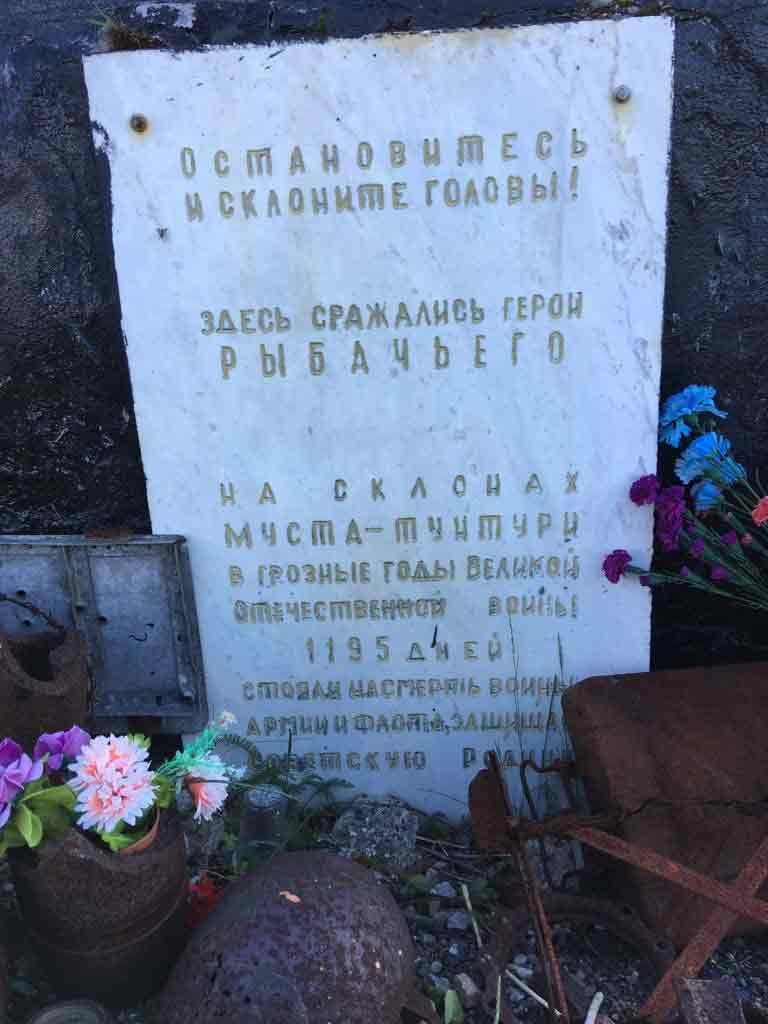 Остановитесь
и склоните головы!
Здесь сражались герои
Рыбачьего
На склонах
Муста-Тунтури
в грозные годы Великой
Отечественной войны
1195 дней
стояли насмерть воины
армии и флота, защища
Советскую Родину